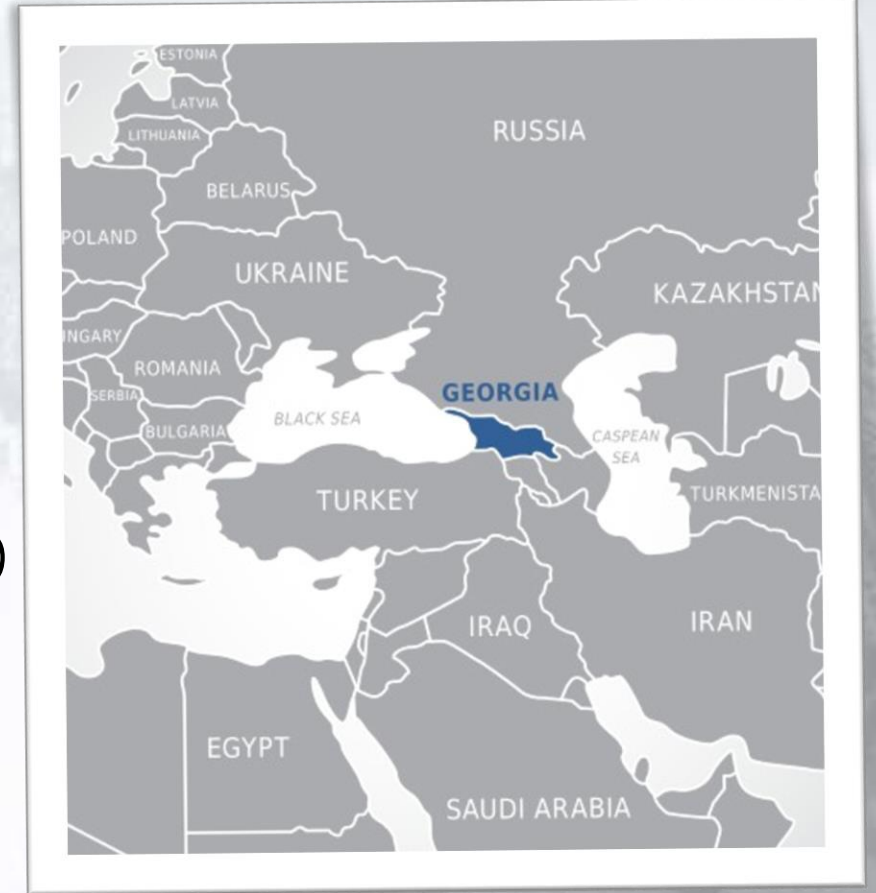 ESTONIA
LATVIA
LITHUANIA
RUSSIA
BELARUS
POLAND
UKRAINE
KAZAKHSTAN
NGARY
ROMANIA
SERBIA
GEORGIA
BLACK SEA
BULGARIA
CASPEAN
SEA
TURKEY
TURKMENISTA
IRAQ
IRAN
EGYPT
SAUDI ARABIA
)